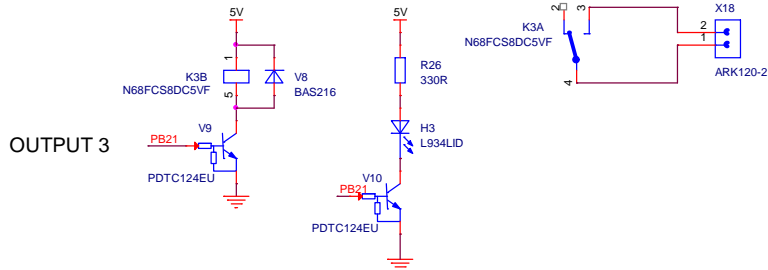 OUTPUT 3
5V
1
K3B
N68FCS8DC5VF
5
V8
BAS216
V9
PB21
PDTC124EU
5V
R26
330R
H3
L934LID
V10
PB21
PDTC124EU
2
3
K3A
N68FCS8DC5VF
4
X18
2
1
ARK120-2